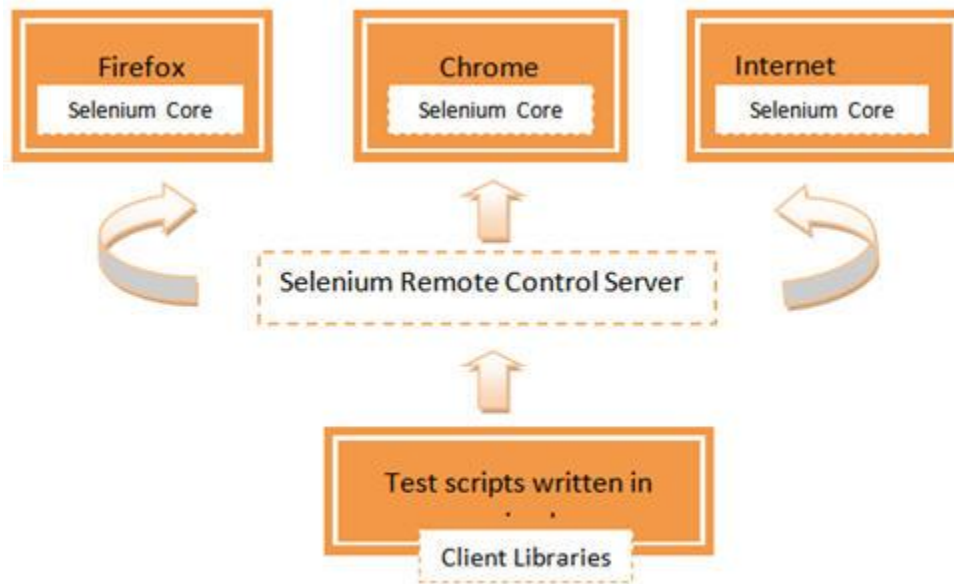 Firefox
Selenium Core
Chrome
Selenium Core
Internet
Selenium Core
Selenium Remote Control Server
Test scripts written in
Client Libraries